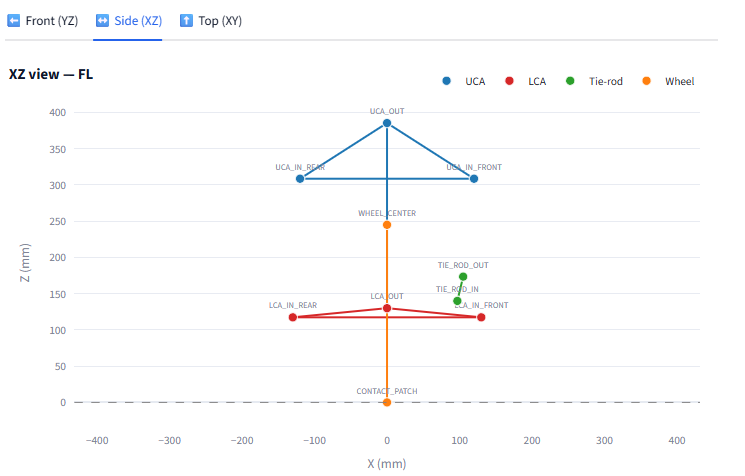 Front (YZ) Side (XZ) Top (XY)
XZ view — FL
UCA LCA Tie-rod Wheel
400
UCA_OUT
350
300
UCA_IN_REAR UCA_IN_FRONT
250
WHEEL_CENTER
200
TIE_ROD_OUT
150
TIE_ROD_IN
LCA_OUT
LCA_IN_REAR LCA_IN_FRONT
100
50
CONTACT_PATCH
0
Z (mm)
−400 −300 −200 −100 0 100 200 300 400
X (mm)